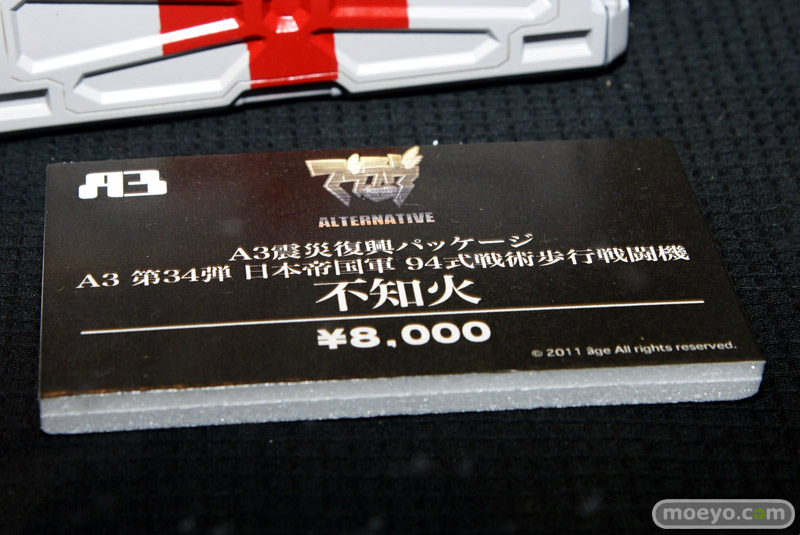 A3
マブラヴ
ALTERNATIVE
A3震災復興パッケージ
A3 第34弾 日本帝国軍 94式戦術歩行戦闘機
不知火
¥8,000
© 2011 âge All rights reserved.
moeyo.com